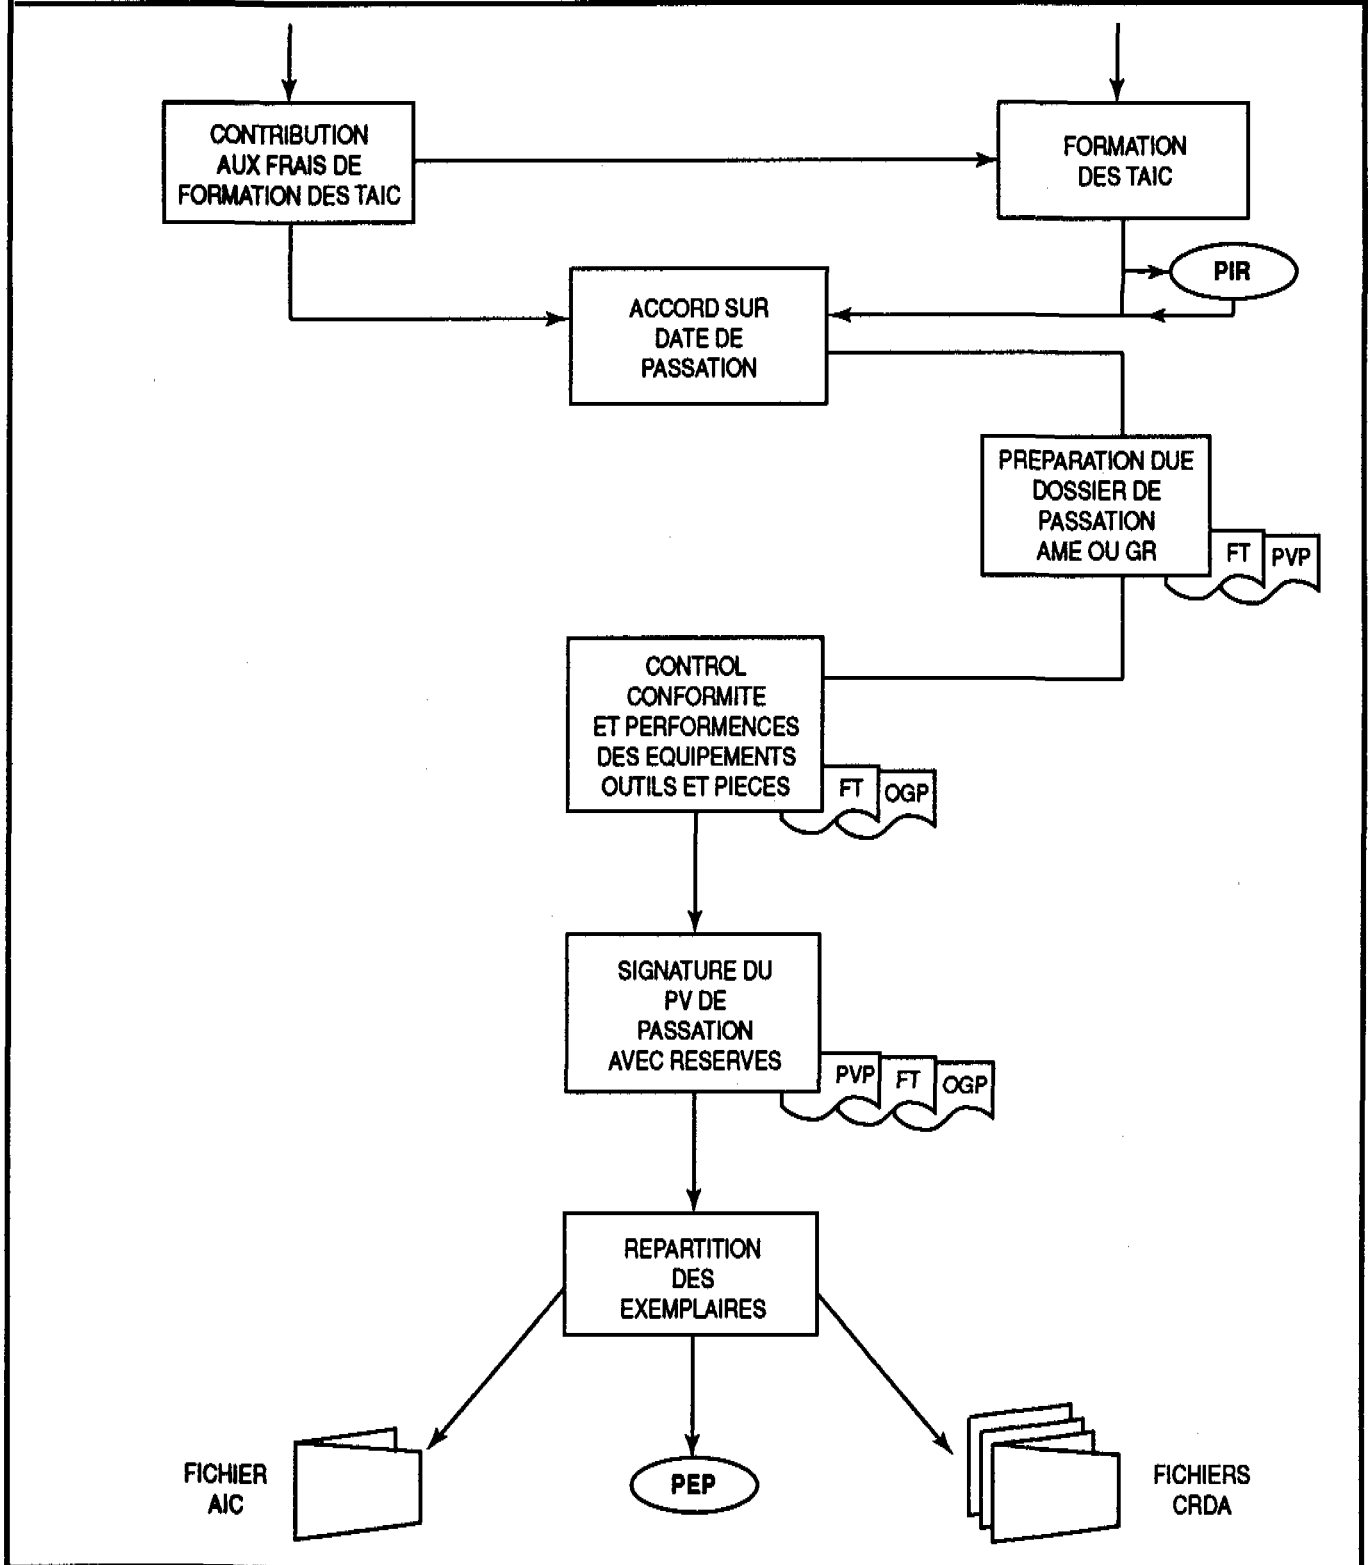 CONTRIBUTION
AUX FRAIS DE
FORMATION DES TAIC
FORMATION
DES TAIC
PIR
ACCORD SUR
DATE DE
PASSATION
PREPARATION DUE
DOSSIER DE
PASSATION
AME OU GR
FT
PVP
CONTROL
CONFORMITE
ET PERFORMENCES
DES EQUIPEMENTS
OUTILS ET PIECES
FT
OGP
SIGNATURE DU
PV DE
PASSATION
AVEC RESERVES
PVP
FT
OGP
REPARTITION
DES
EXEMPLAIRES
FICHIER
AIC
PEP
FICHIERS
CRDA